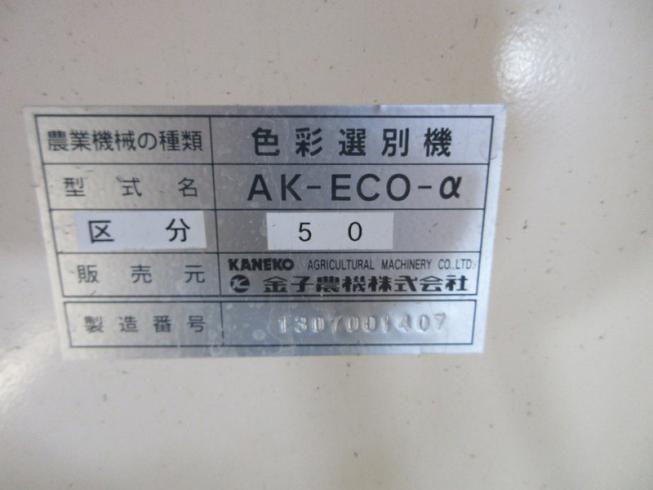 農業機械の種類 色彩選別機
型式名 AK-ECO-α
区分 50
販売元 KANEKO AGRICULTURAL MACHINERY CO.,LTD
金子農機株式会社
製造番号 1307001407